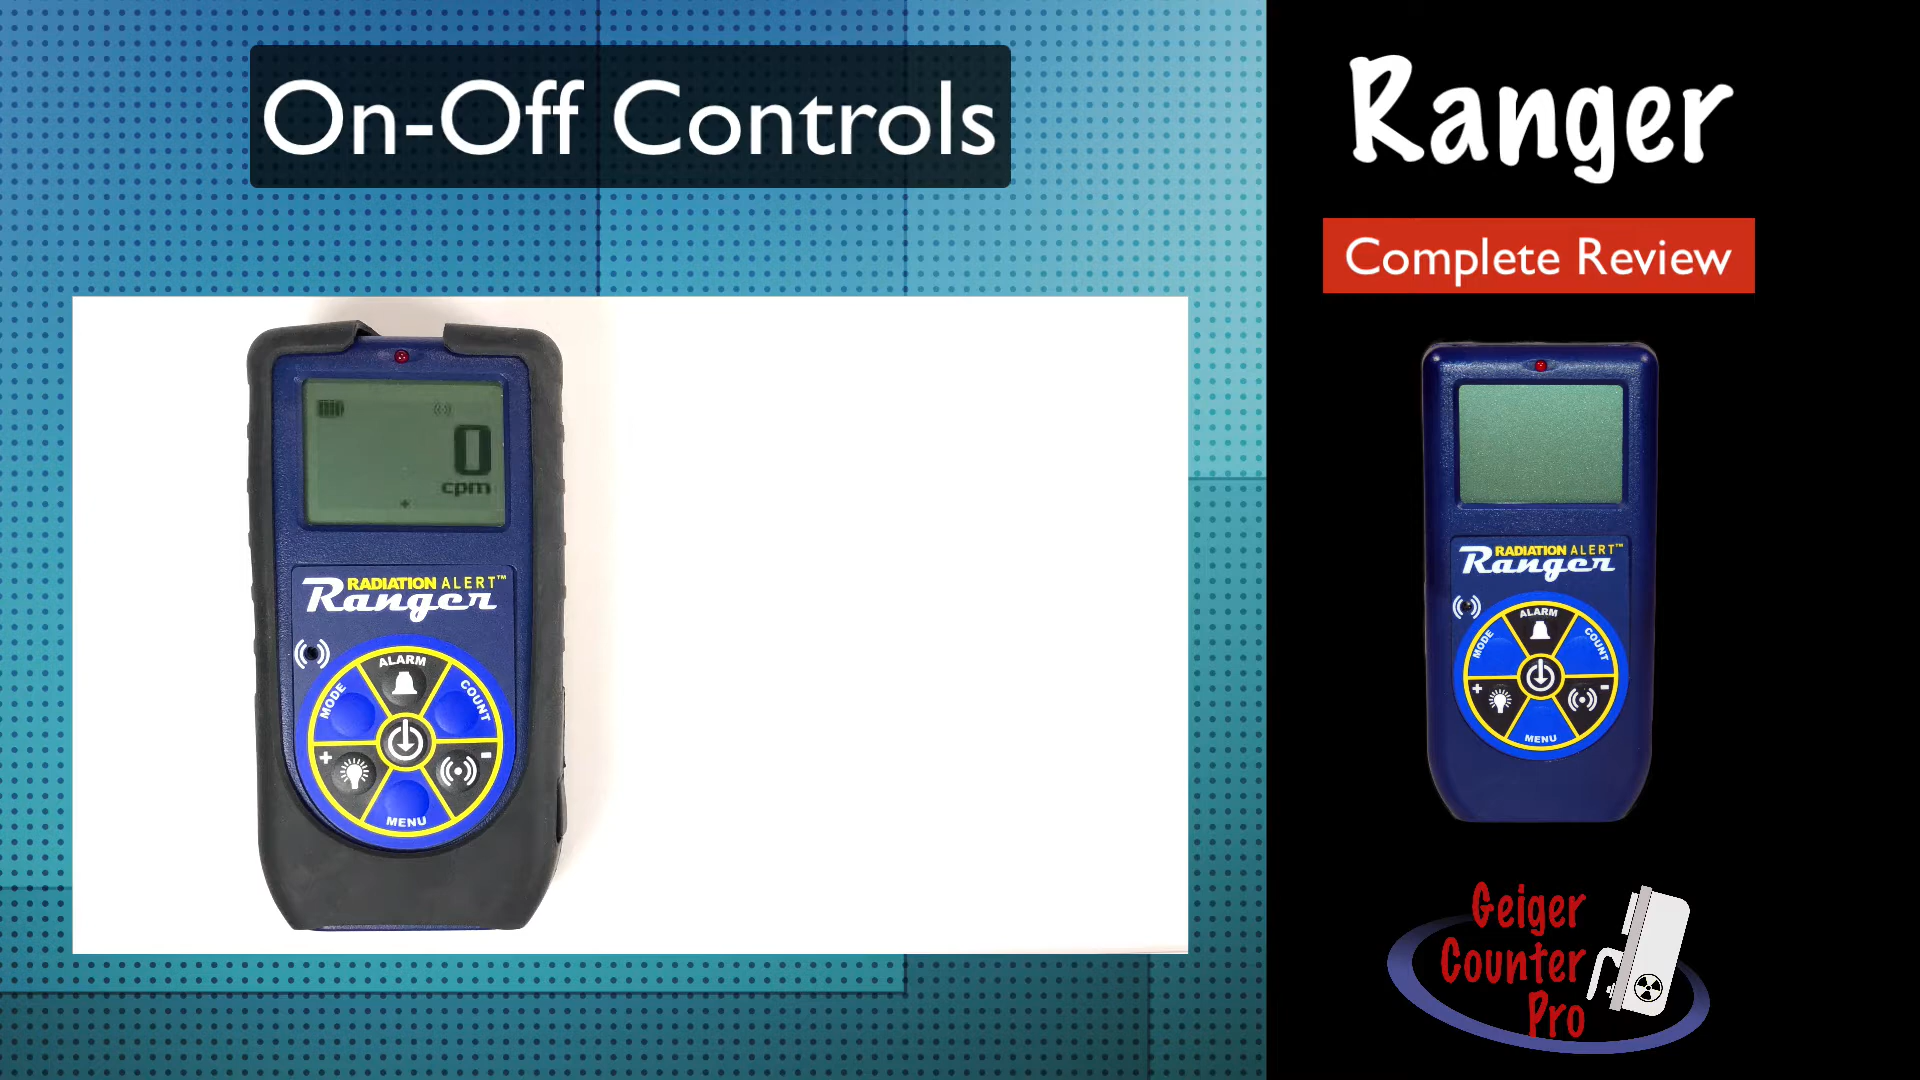 On-Off Controls
0
cpm
RADIATION ALERT™
Ranger
ALARM
MODE
COUNT
+
-
MENU
Ranger
Complete Review
RADIATION ALERT™
Ranger
ALARM
MODE
COUNT
+
-
MENU
Geiger
Counter
Pro